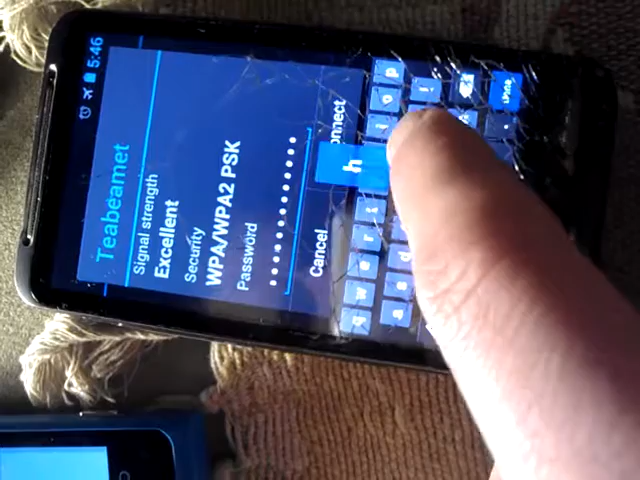 5:46
Teabeamet
Signal strength
Excellent
Security
WPA/WPA2 PSK
Password
••••••••••••
Cancel
onnect
h
q w e r
o p
a